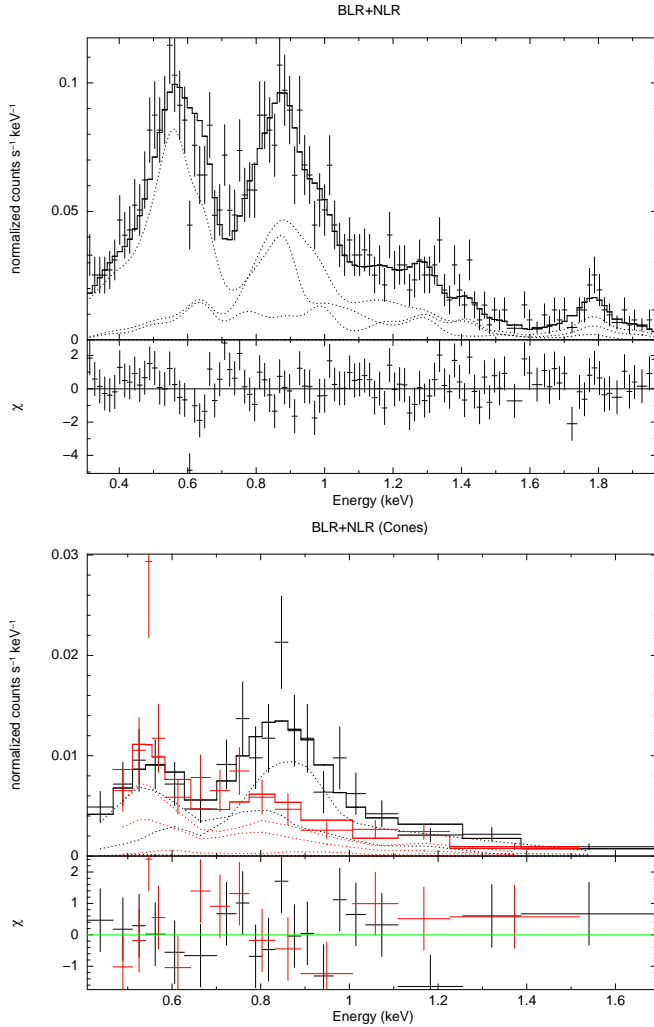 BLR+NLR
normalized counts s⁻¹ keV⁻¹
0.1
0.05
0
χ
2
0
−2
−4
0.4 0.6 0.8 1 1.2 1.4 1.6 1.8
Energy (keV)
BLR+NLR (Cones)
normalized counts s⁻¹ keV⁻¹
0.03
0.02
0.01
0
χ
2
1
0
−1
0.6 0.8 1 1.2 1.4 1.6
Energy (keV)